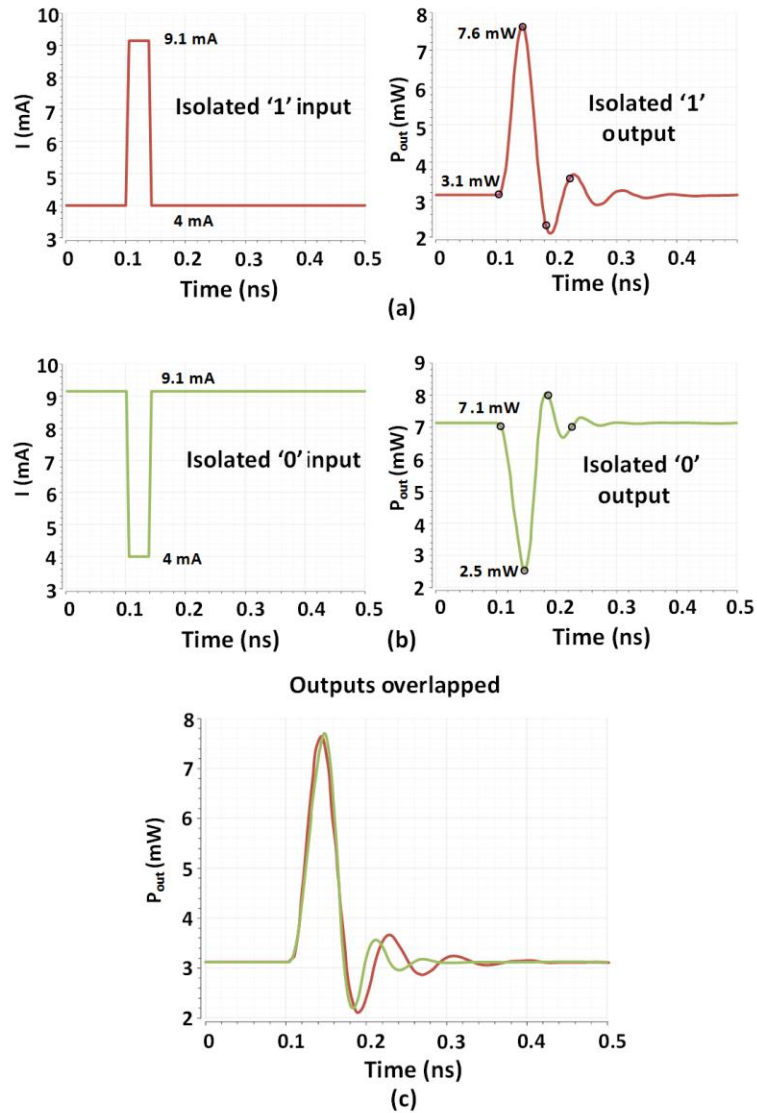 10
9
8
7
6
5
4
3
I (mA)
9.1 mA
Isolated ‘1’ input
4 mA
0 0.1 0.2 0.3 0.4 0.5
Time (ns)
8
7
6
5
4
3
2
Pout (mW)
7.6 mW
Isolated ‘1’
output
3.1 mW
0 0.1 0.2 0.3 0.4
Time (ns)
(a)
10
9
8
7
6
5
4
3
I (mA)
9.1 mA
Isolated ‘0’ input
4 mA
0 0.1 0.2 0.3 0.4 0.5
Time (ns)
9
8
7
6
5
4
3
2
Pout (mW)
7.1 mW
Isolated ‘0’
output
2.5 mW
0 0.1 0.2 0.3 0.4 0.5
Time (ns)
(b)
Outputs overlapped
8
7
6
5
4
3
2
Pout (mW)
0 0.1 0.2 0.3 0.4 0.5
Time (ns)
(c)